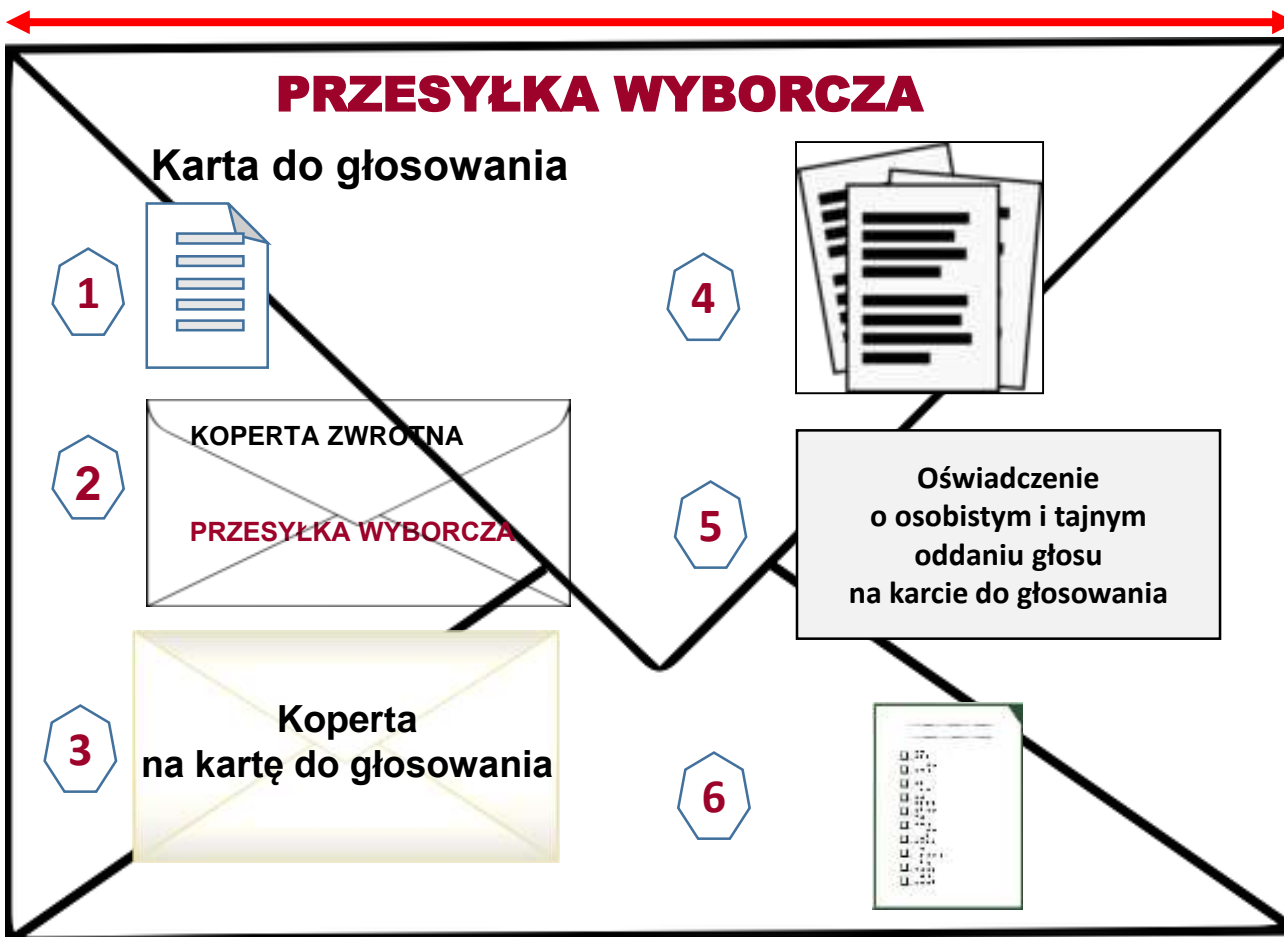 PRZESYŁKA WYBORCZA
Karta do głosowania
1
2
KOPERTA ZWROTNA
PRZESYŁKA WYBORCZA
3
Koperta
na kartę do głosowania
4
5
Oświadczenie
o osobistym i tajnym
oddaniu głosu
na karcie do głosowania
6